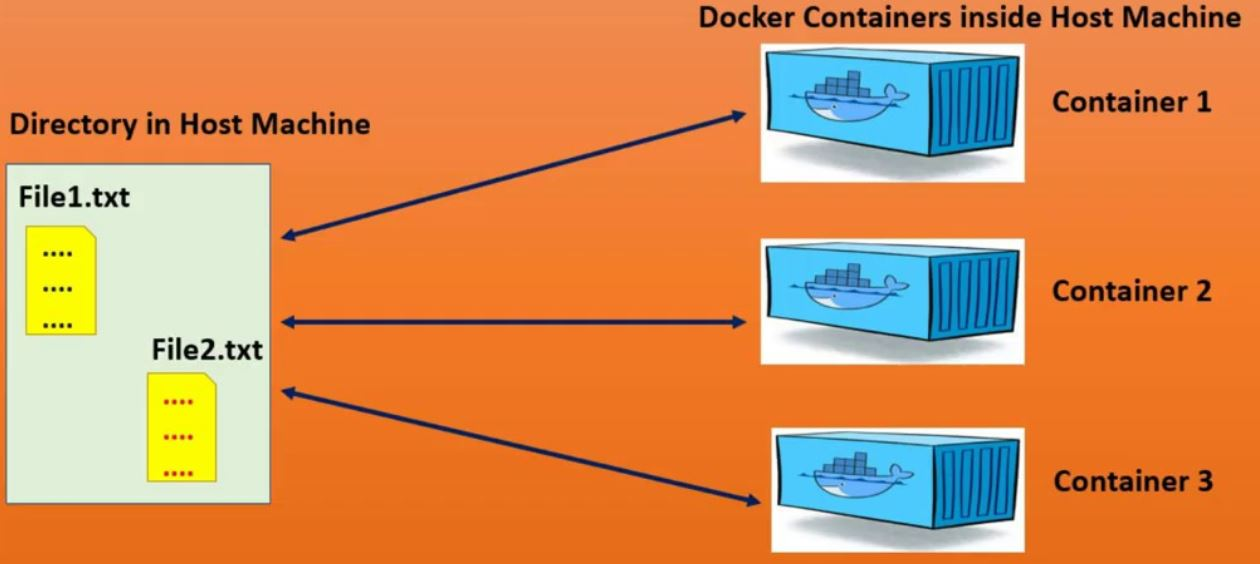 Docker Containers inside Host Machine
Directory in Host Machine
File1.txt
....
....
....
File2.txt
....
....
....
Container 1
Container 2
Container 3